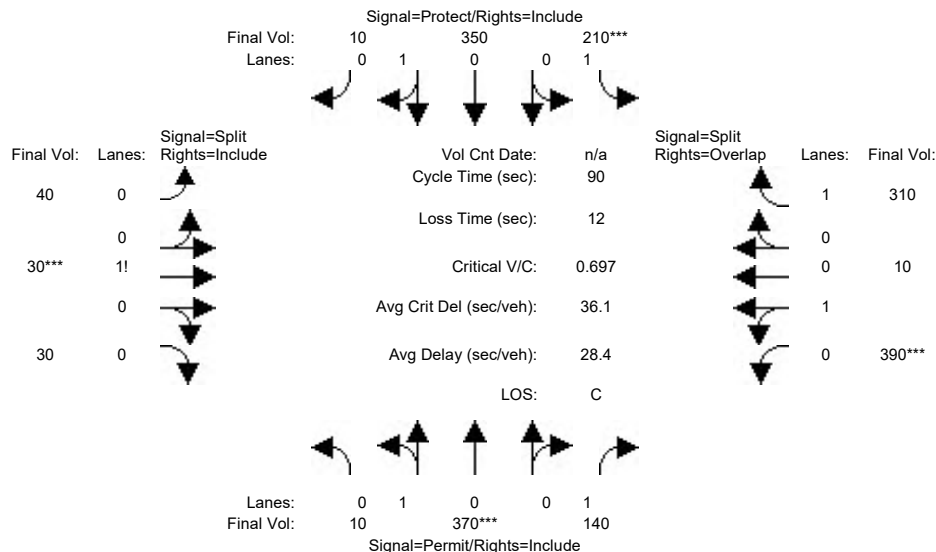 Signal=Protect/Rights=Include
Final Vol: 10 350 210***
Lanes: 0 1 0 0 1
Signal=Split
Final Vol: Lanes: Rights=Include
Vol Cnt Date: n/a
Signal=Split
Rights=Overlap Lanes: Final Vol:
Cycle Time (sec): 90
40 0
1 310
Loss Time (sec): 12
0
0
30*** 1!
Critical V/C: 0.697
0 10
0
Avg Crit Del (sec/veh): 36.1
1
30 0
Avg Delay (sec/veh): 28.4
0 390***
LOS: C
Lanes: 0 1 0 0 1
Final Vol: 10 370*** 140
Signal=Permit/Rights=Include